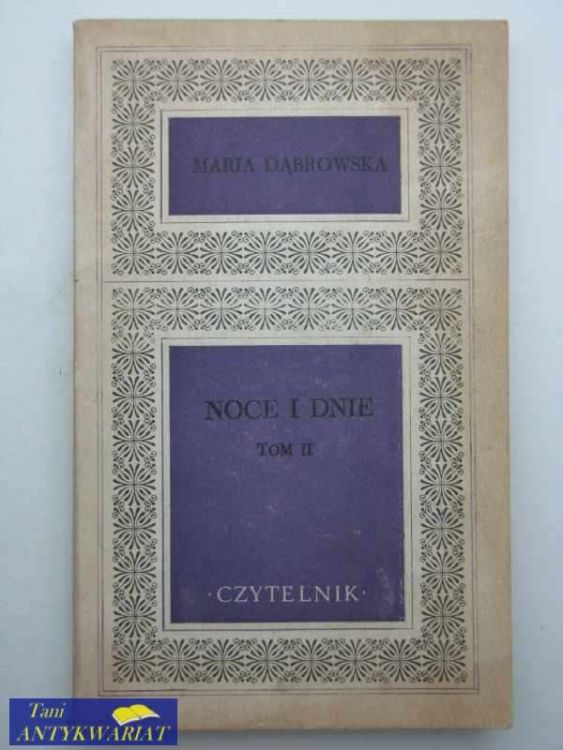 MARIA DĄBROWSKA
NOCE I DNIE
TOM II
·CZYTELNIK·
Tani
ANTYKWARIAT